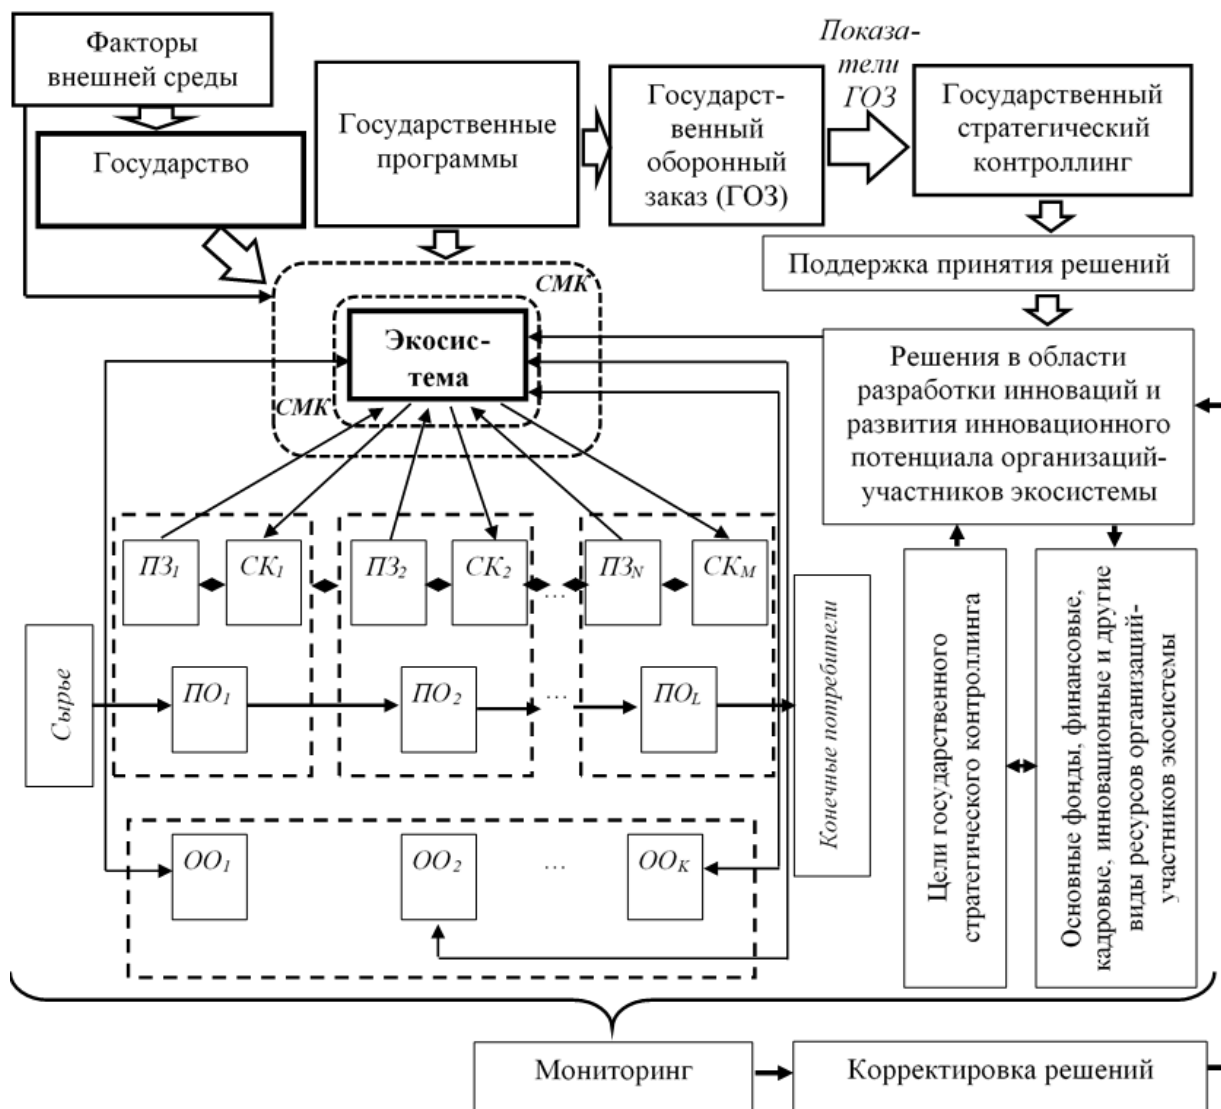 Факторы
внешней среды
Государство
Государственные
программы
Государст-
венный
оборонный
заказ (ГОЗ)
Показа-
тели
ГОЗ
Государственный
стратегический
контроллинг
Поддержка принятия решений
СМК
Экосис-
тема
СМК
Решения в области
разработки инноваций и
развития инновационного
потенциала организаций-
участников экосистемы
ПЗ1
СК1
ПЗ2
СК2
...
ПЗN
СКM
Сырье
ПО1
ПО2
...
ПОL
Конечные потребители
ОО1
ОО2
...
ООK
Цели государственного
стратегического контроллинга
Основные фонды, финансовые,
кадровые, инновационные и другие
виды ресурсов организаций-
участников экосистемы
Мониторинг
Корректировка решений